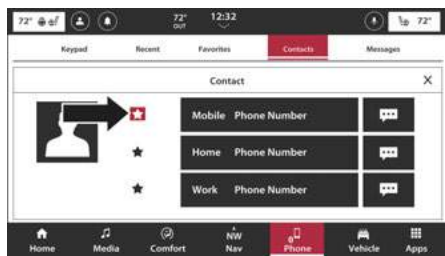 72° 72° OUT 12:32 72°
Keypad Recent Favorites Contacts Messages
Contact X
Mobile Phone Number
Home Phone Number
Work Phone Number
NW
Home Media Comfort Nav Phone Vehicle Apps